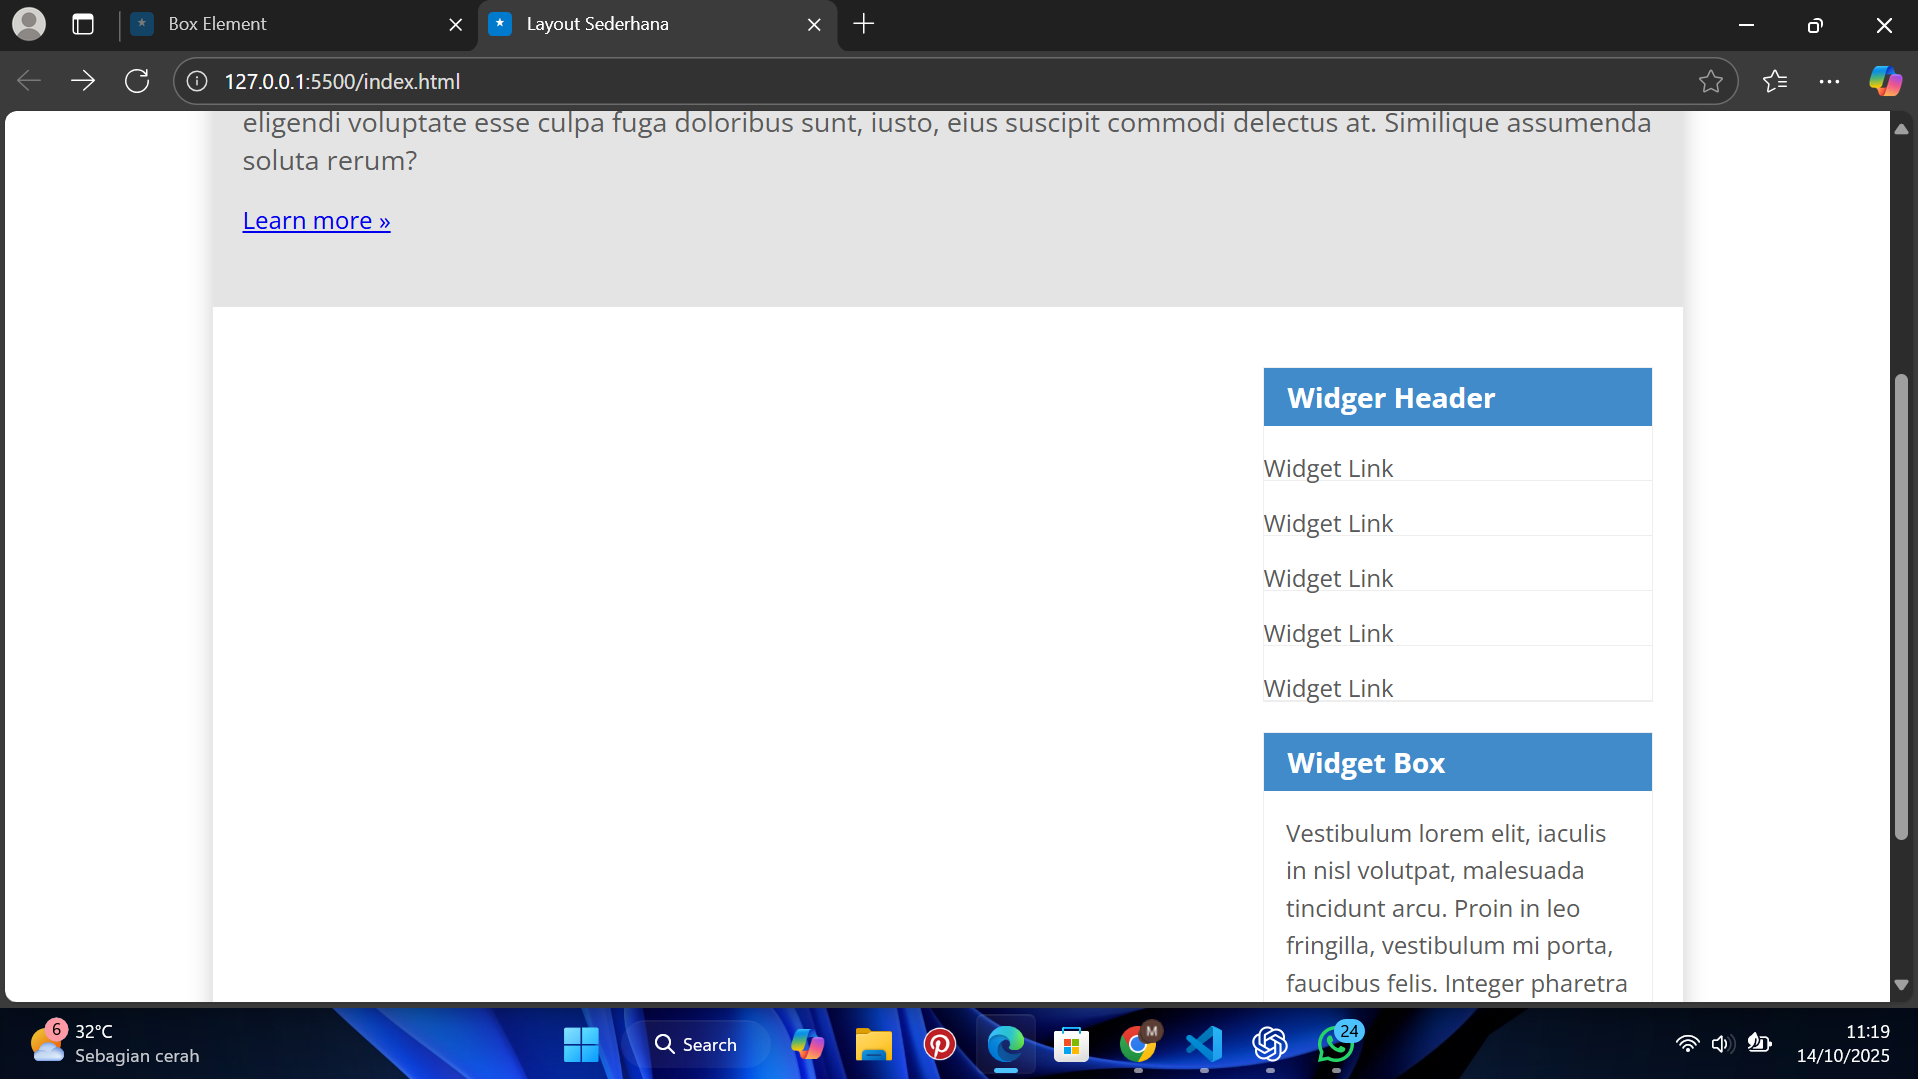 Box Element
Layout Sederhana
127.0.0.1:5500/index.html
eligendi voluptate esse culpa fuga doloribus sunt, iusto, eius suscipit commodi delectus at. Similique assumenda
soluta rerum?
Learn more »
Widger Header
Widget Link
Widget Link
Widget Link
Widget Link
Widget Link
Widget Box
Vestibulum lorem elit, iaculis
in nisl volutpat, malesuada
tincidunt arcu. Proin in leo
fringilla, vestibulum mi porta,
faucibus felis. Integer pharetra
6
32°C
Sebagian cerah
Search
M
24
11:19
14/10/2025